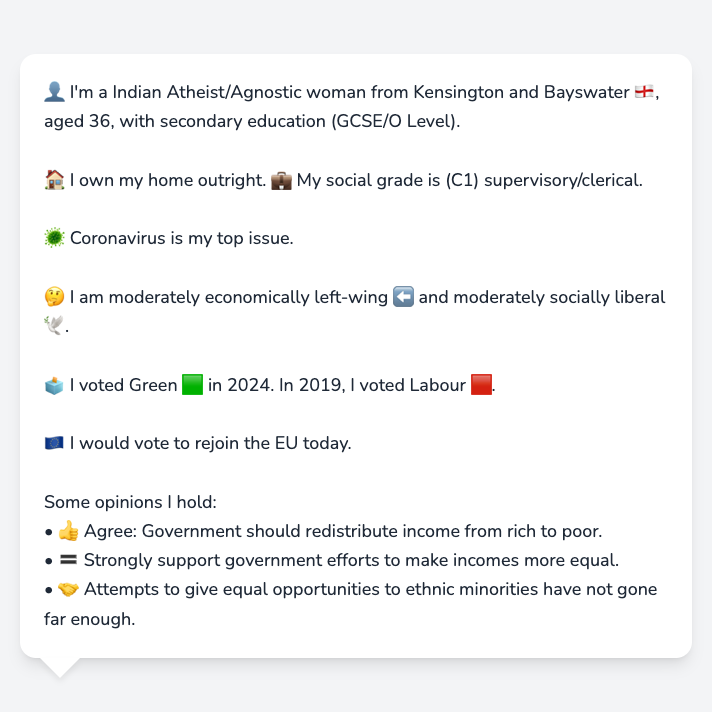 👤 I'm a Indian Atheist/Agnostic woman from Kensington and Bayswater 🏴󠁧󠁢󠁥󠁮󠁧󠁿,
aged 36, with secondary education (GCSE/O Level).
🏠 I own my home outright. 💼 My social grade is (C1) supervisory/clerical.
🦠 Coronavirus is my top issue.
🤔 I am moderately economically left-wing ⬅️ and moderately socially liberal
🕊️.
🗳️ I voted Green 🟩 in 2024. In 2019, I voted Labour 🟥.
🇪🇺 I would vote to rejoin the EU today.
Some opinions I hold:
• 👍 Agree: Government should redistribute income from rich to poor.
• 🟰 Strongly support government efforts to make incomes more equal.
• 🤝 Attempts to give equal opportunities to ethnic minorities have not gone
far enough.